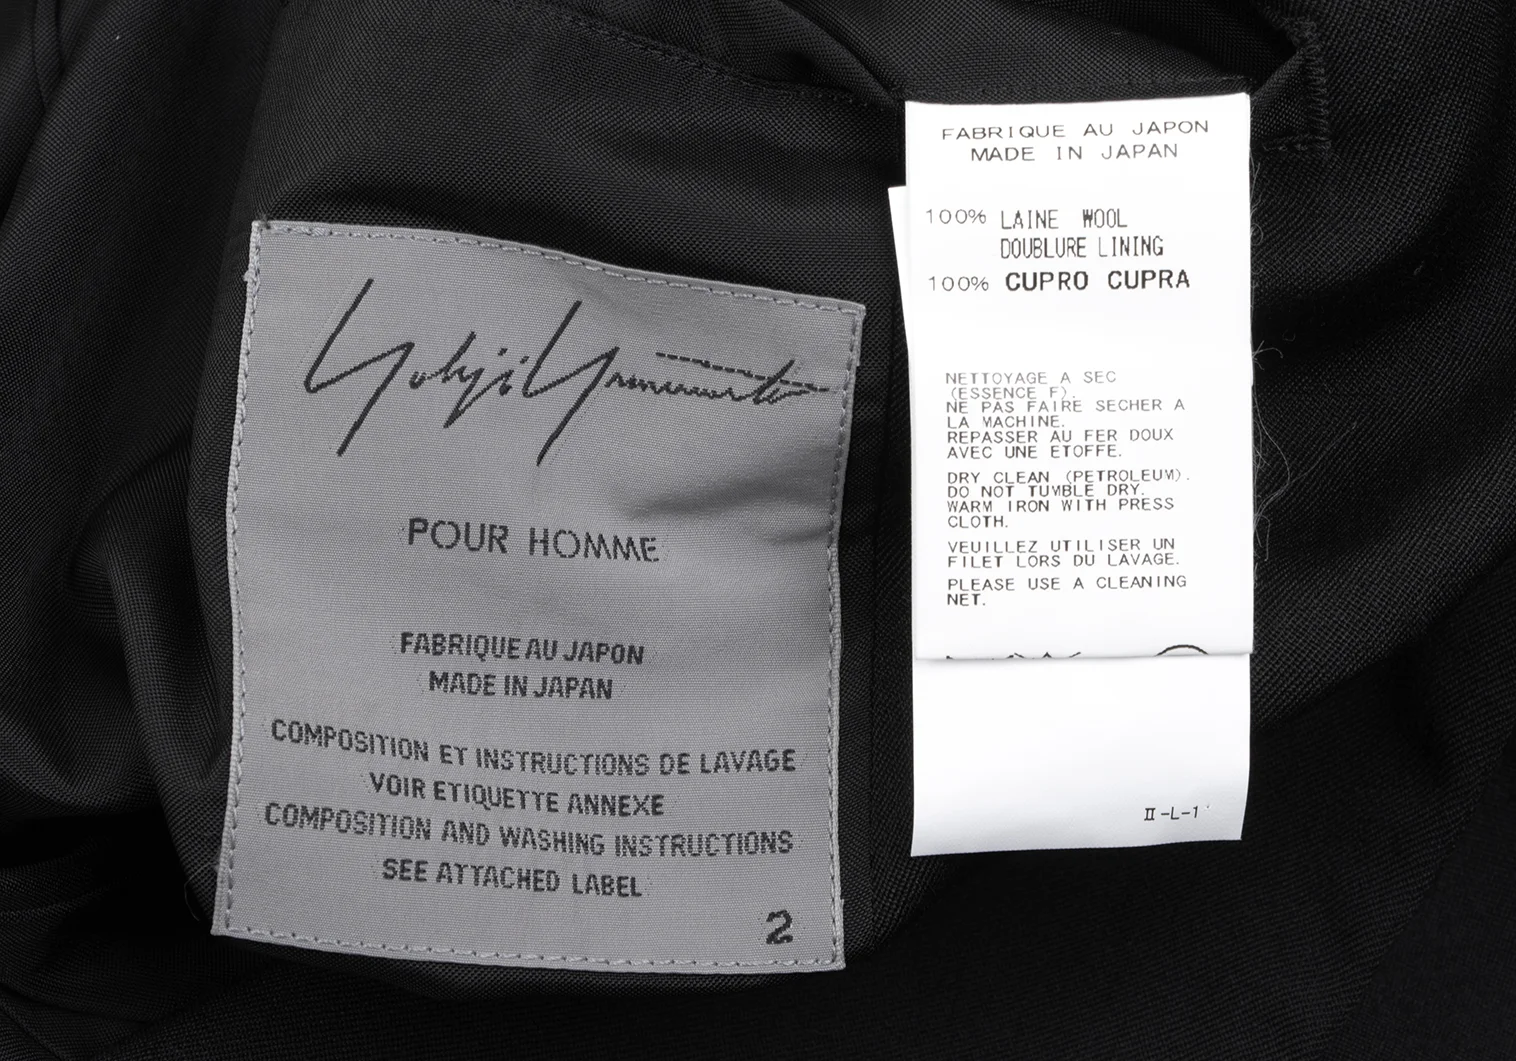 Yohji Yamamoto
POUR HOMME
FABRIQUE AU JAPON
MADE IN JAPAN
COMPOSITION ET INSTRUCTIONS DE LAVAGE
VOIR ETIQUETTE ANNEXE
COMPOSITION AND WASHING INSTRUCTIONS
SEE ATTACHED LABEL
2
FABRIQUE AU JAPON
MADE IN JAPAN
100% LAINE WOOL
DOUBLURE LINING
100% CUPRO CUPRA
NETTOYAGE A SEC
(ESSENCE F).
NE PAS FAIRE SECHER A
LA MACHINE.
REPASSER AU FER DOUX
AVEC UNE ETOFFE.
DRY CLEAN (PETROLEUM).
DO NOT TUMBLE DRY.
WARM IRON WITH PRESS
CLOTH.
VEUILLEZ UTILISER UN
FILET LORS DU LAVAGE.
PLEASE USE A CLEANING
NET.
Ⅱ-L-1